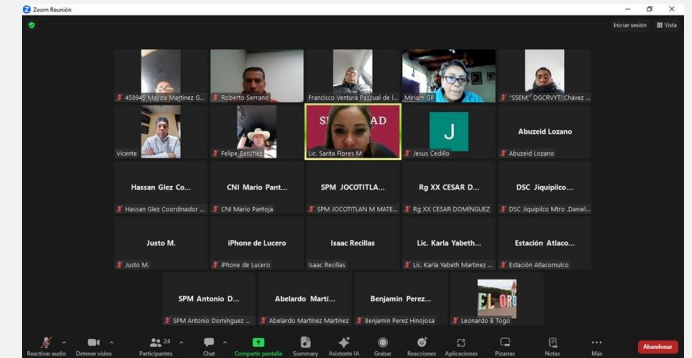 Zoom Reunión
Iniciar sesión Vista
458945 Mayda Martinez G...
Roberto Serrano
Francisco Ventura Pascual de l...
Miriam GP
"SSEM:" DGCRVYT: Chávez ...
Vicente
Felipe Sanchez
Lic. Sarita Flores M
J
Jesus Cedillo
Abuzeid Lozano
Abuzeid Lozano
Hassan Glez Co...
Hassan Glez Coordinador ...
CNI Mario Pant...
CNI Mario Pantoja
SPM JOCOTITLA...
SPM JOCOTITLAN M MATE...
Rg XX CESAR D...
Rg XX CESAR DOMÍNGUEZ
DSC Jiquipilco...
DSC Jiquipilco Mtro .Daniel...
Justo M.
Justo M.
iPhone de Lucero
iPhone de Lucero
Isaac Recillas
Isaac Recillas
Lic. Karla Yabeth...
Lic. Karla Yabeth Martinez ...
Estación Atlaco...
Estación Atlacomulco
SPM Antonio D...
SPM Antonio Dominguez ...
Abelardo Martí...
Abelardo Martínez Martínez
Benjamin Perez...
Benjamin Perez Hinojosa
EL ORO
Leonardo B Togo
Reactivar audio
Detener video
24
Participantes
Chat
Compartir pantalla
Summary
Asistente IA
Grabar
Reacciones
Aplicaciones
Pizarras
Notas
Más
Abandonar